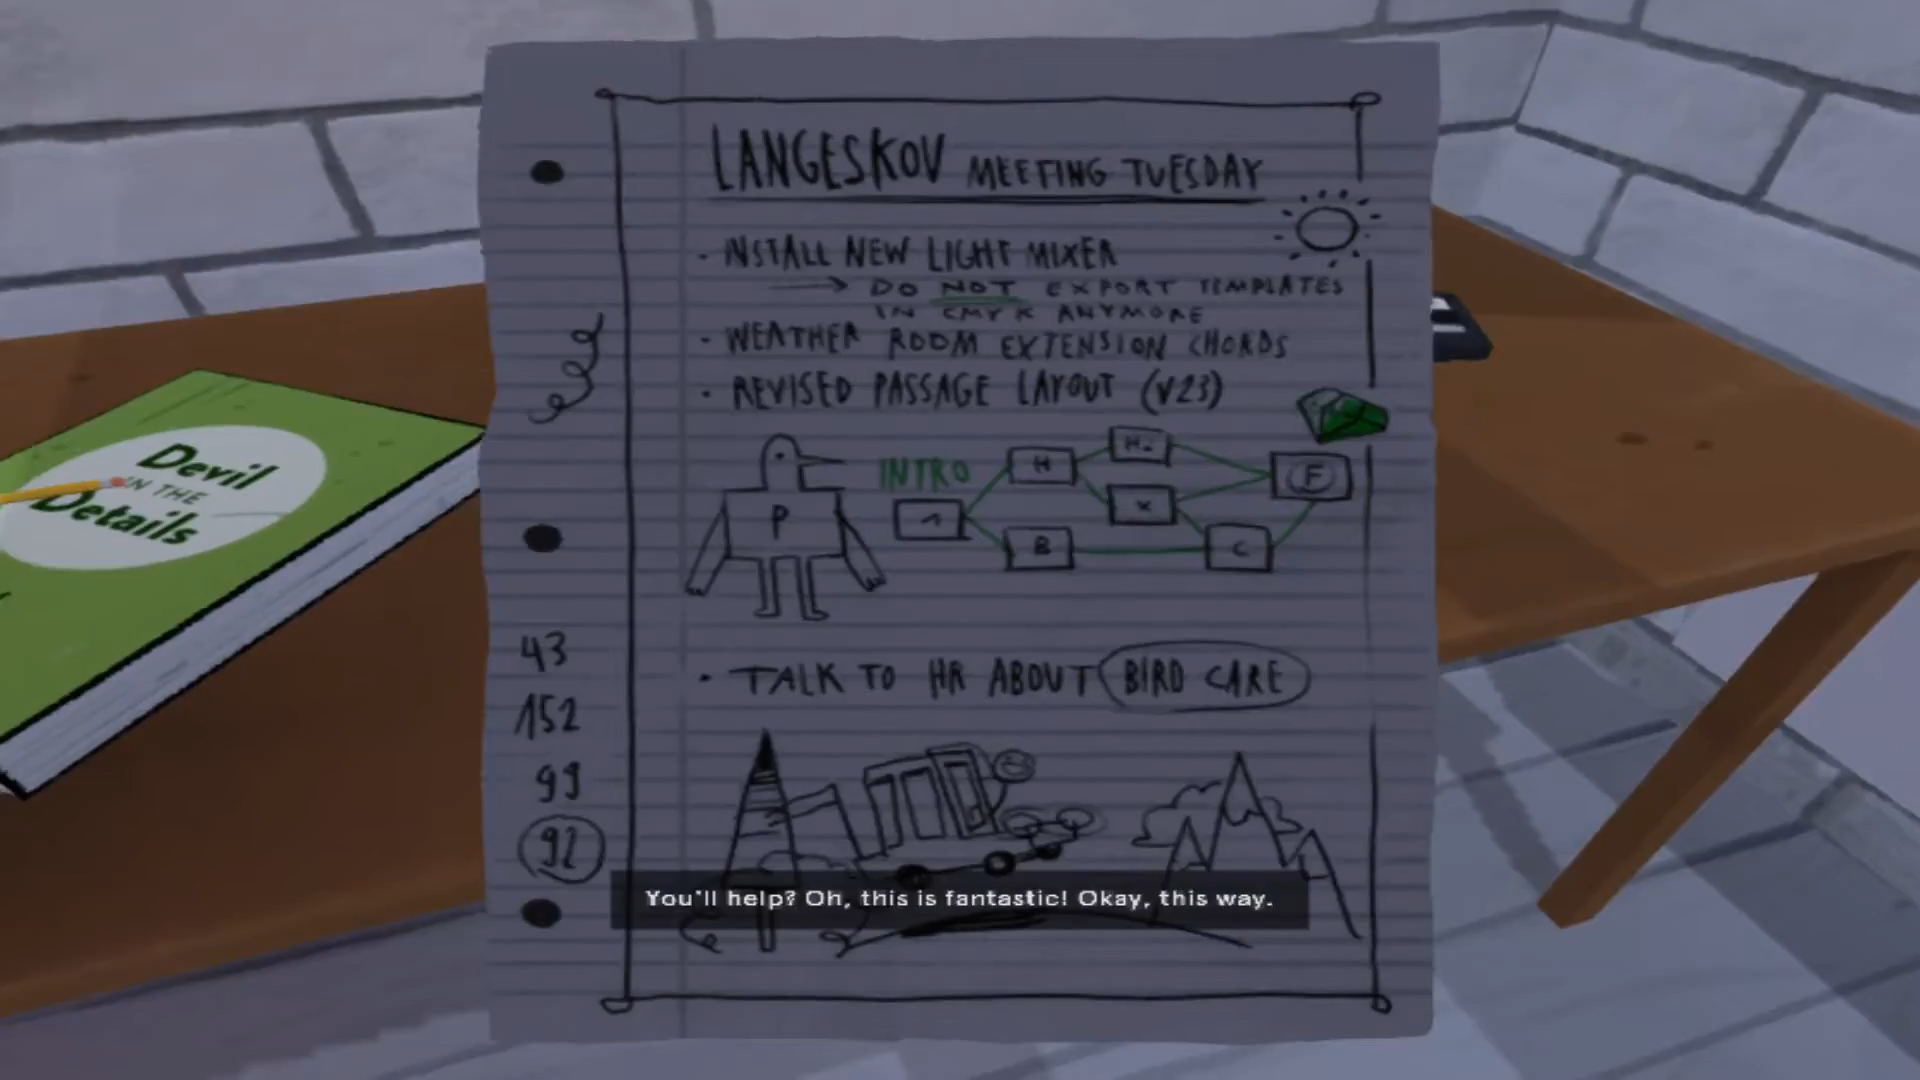 LANGESKOV MEETING TUESDAY
· INSTALL NEW LIGHT MIXER
→ DO NOT EXPORT TEMPLATES
IN CMYK ANYMORE
· WEATHER ROOM EXTENSION CHORDS
· REVISED PASSAGE LAYOUT (V23)
INTRO
1
H
B
X
C
F
P
· TALK TO HR ABOUT BIRD CARE
43
152
99
92
Devil
IN THE
Details
You'll help? Oh, this is fantastic! Okay, this way.